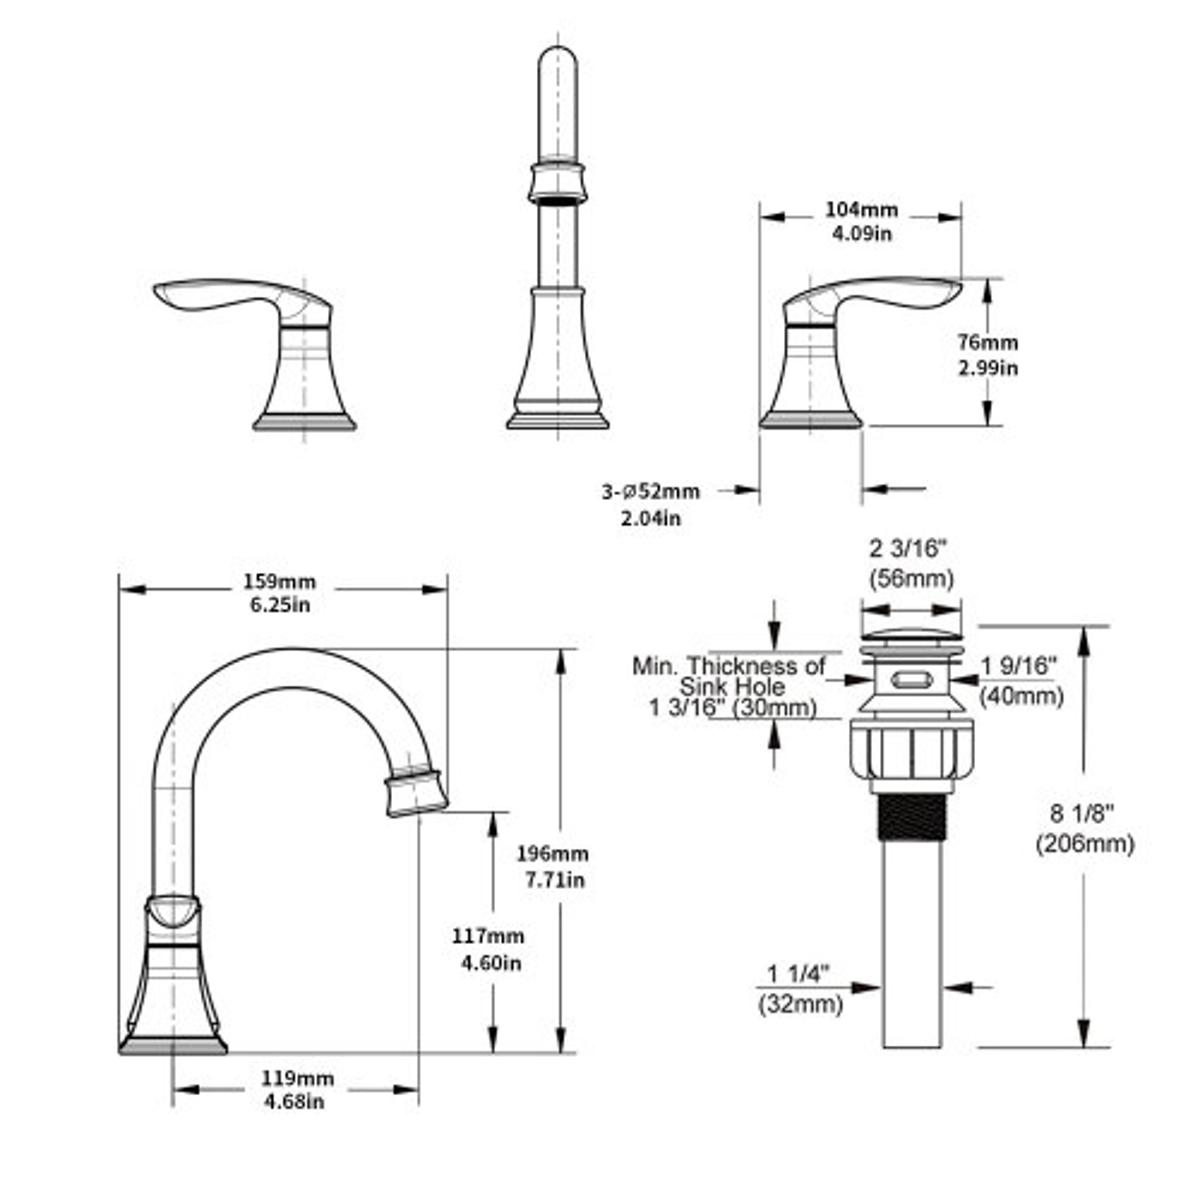 104mm
4.09in
76mm
2.99in
3-Ø52mm
2.04in
2 3/16"
(56mm)
159mm
6.25in
Min. Thickness of
Sink Hole
1 3/16" (30mm)
1 9/16"
(40mm)
8 1/8"
(206mm)
196mm
7.71in
117mm
4.60in
1 1/4"
(32mm)
119mm
4.68in